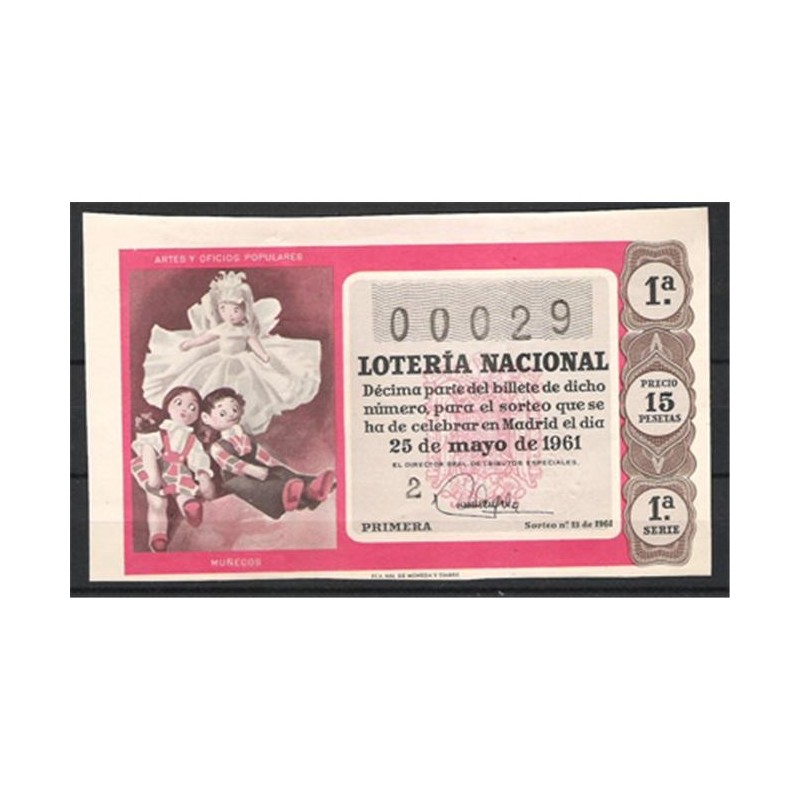 ARTES Y OFICIOS POPULARES
1ª
00029
LOTERÍA NACIONAL
Décima parte del billete de dicho
número, para el sorteo que se
ha de celebrar en Madrid el día
25 de mayo de 1961
PRECIO
15
PESETAS
EL DIRECTOR GRAL. DE TRIBUTOS ESPECIALES,
2
PRIMERA
Sorteo nº 15 de 1961
1ª
SERIE
MUÑECOS